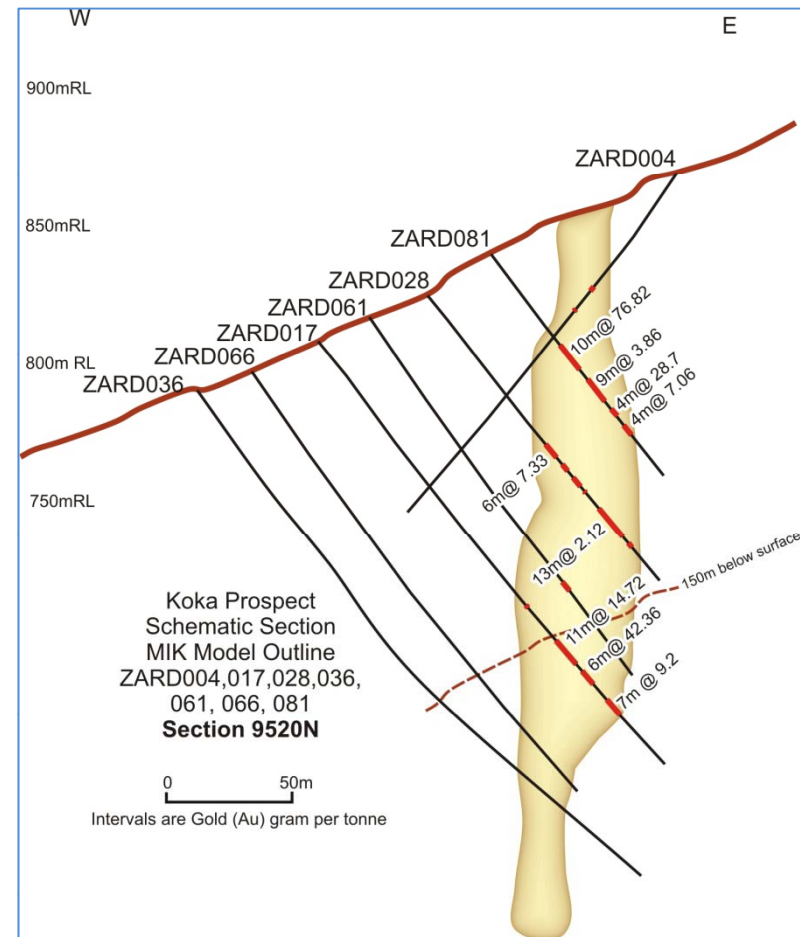 W
E
900mRL
ZARD004
850mRL
ZARD081
ZARD028
ZARD061
ZARD017
800m RL
ZARD066
ZARD036
10m@ 76.82
9m@ 3.86
4m@ 28.7
4m@ 7.06
750mRL
6m@ 7.33
13m@ 2.12
150m below surface
11m@ 14.72
6m@ 42.36
7m @ 9.2
Koka Prospect
Schematic Section
MIK Model Outline
ZARD004,017,028,036,
061, 066, 081
Section 9520N
0 50m
Intervals are Gold (Au) gram per tonne